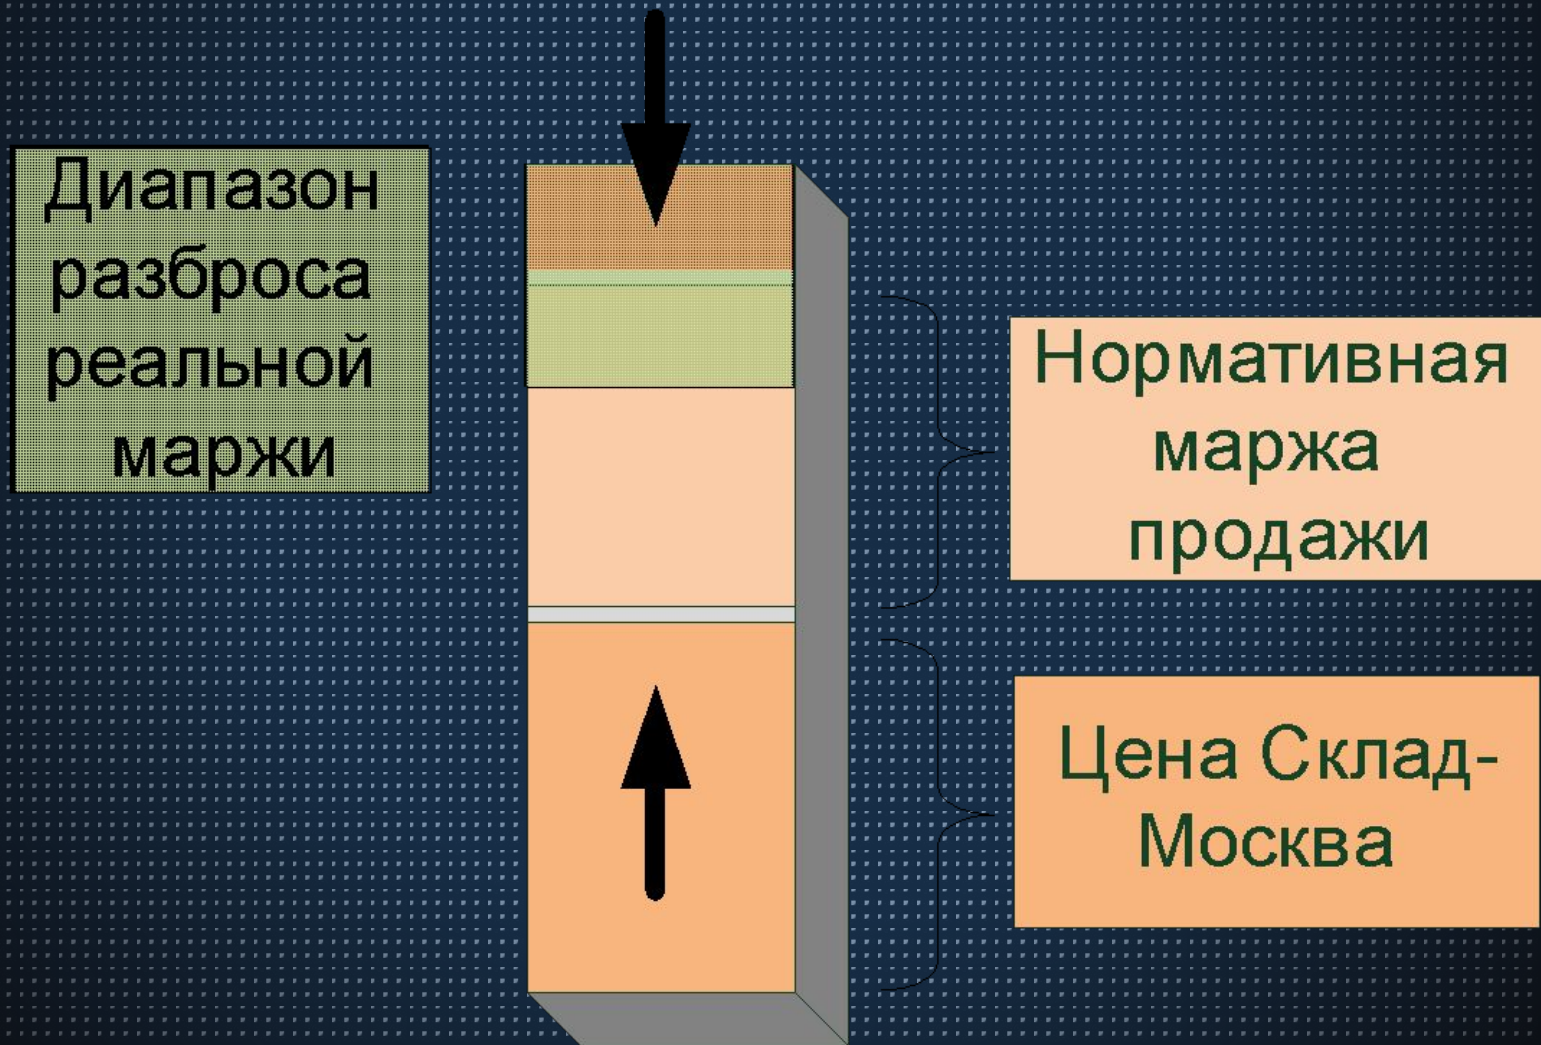 Диапазон
разброса
реальной
маржи
Нормативная
маржа
продажи
Цена Склад-
Москва